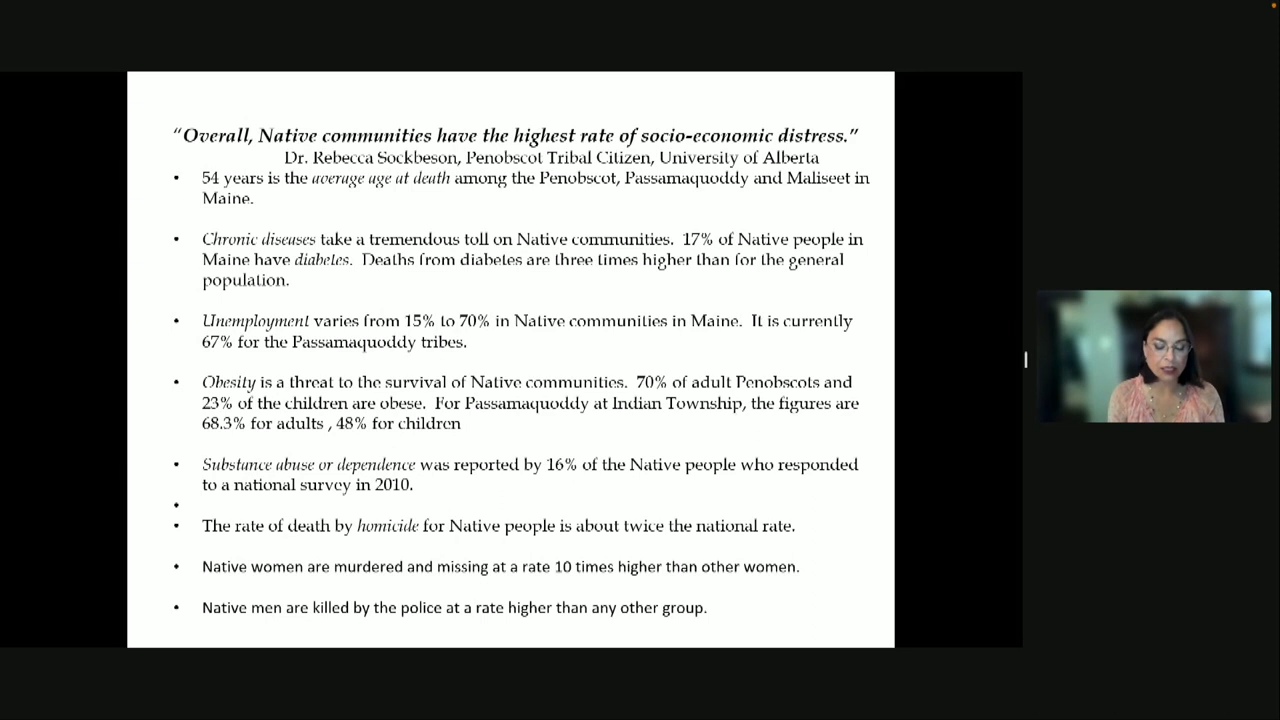 “Overall, Native communities have the highest rate of socio-economic distress.”
Dr. Rebecca Sockbeson, Penobscot Tribal Citizen, University of Alberta
• 54 years is the average age at death among the Penobscot, Passamaquoddy and Maliseet in
Maine.
• Chronic diseases take a tremendous toll on Native communities.  17% of Native people in
Maine have diabetes.  Deaths from diabetes are three times higher than for the general
population.
• Unemployment varies from 15% to 70% in Native communities in Maine.  It is currently
67% for the Passamaquoddy tribes.
• Obesity is a threat to the survival of Native communities.  70% of adult Penobscots and
23% of the children are obese.  For Passamaquoddy at Indian Township, the figures are
68.3% for adults , 48% for children
• Substance abuse or dependence was reported by 16% of the Native people who responded
to a national survey in 2010.
•
• The rate of death by homicide for Native people is about twice the national rate.
• Native women are murdered and missing at a rate 10 times higher than other women.
• Native men are killed by the police at a rate higher than any other group.